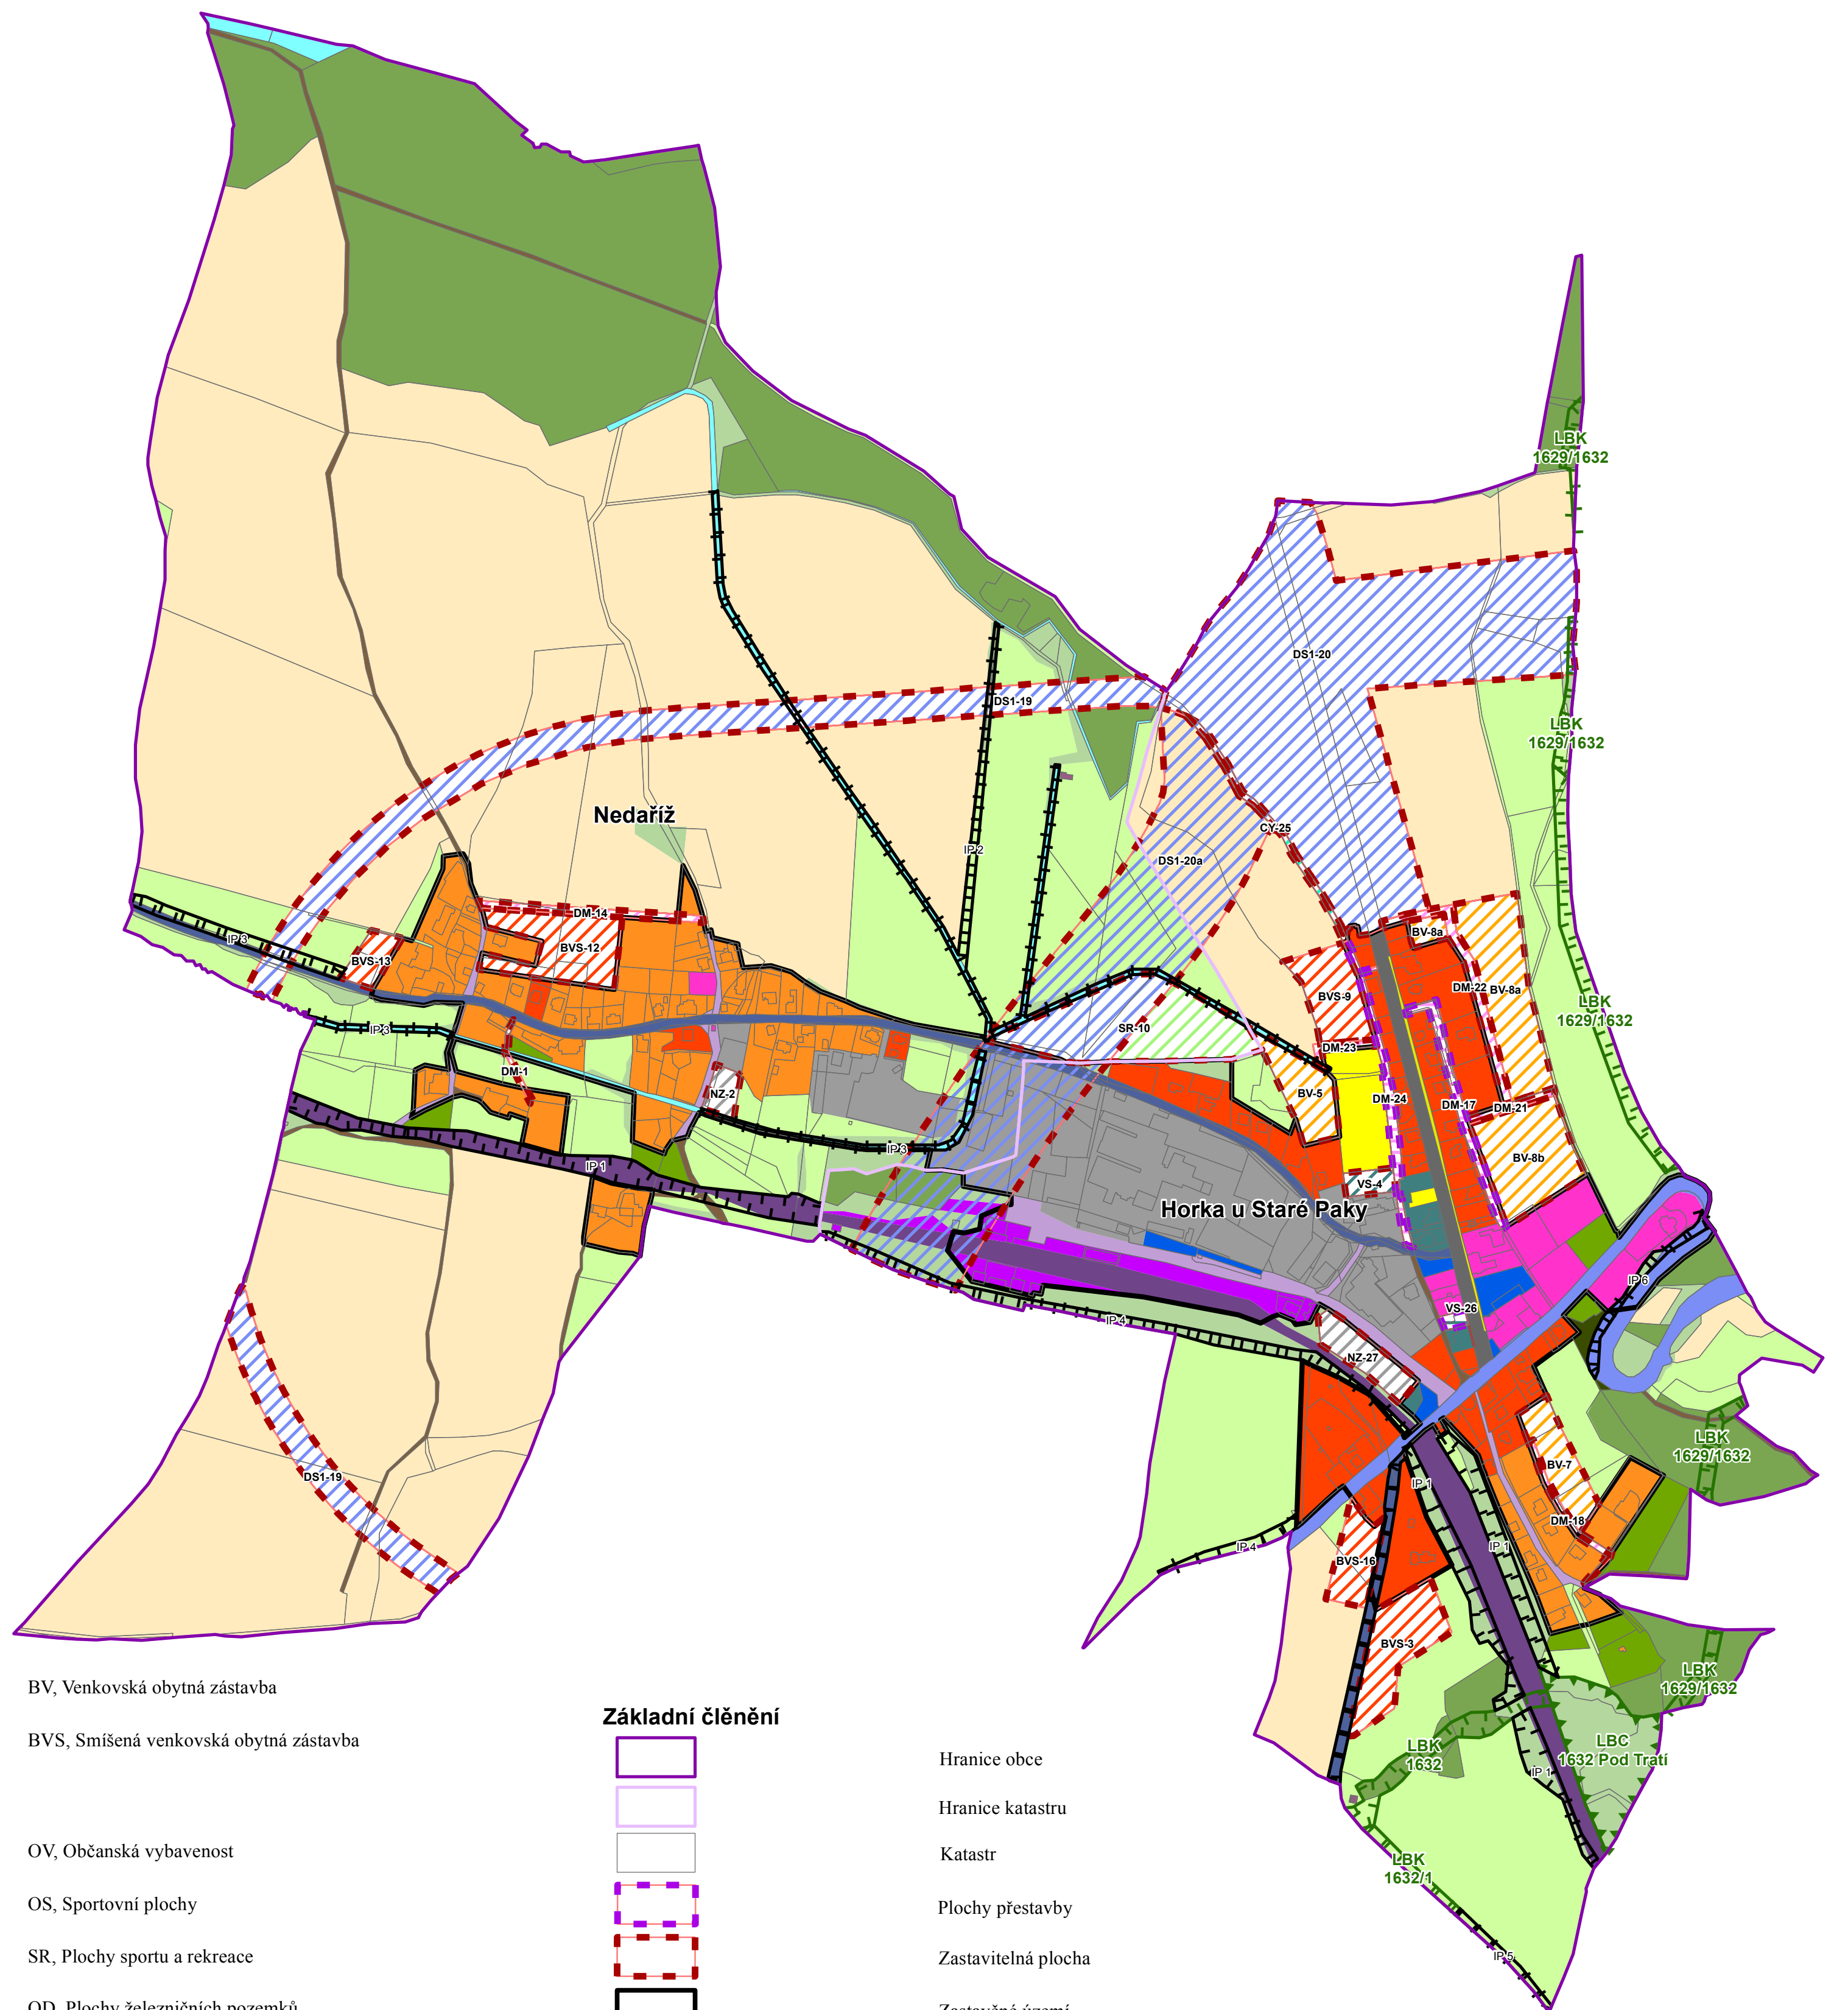 LBK
1629/1632
DS1-20
DS1-19
LBK
1629/1632
Nedaříž
CY-25
IP 2
DS1-20a
DM-14
BV-8a
IP 3
BVS-12
BVS-13
DM-22
BV-8a
BVS-9
LBK
1629/1632
IP 3
SR-10
DM-23
DM-1
NZ-2
BV-5
DM-24
DM-17
DM-21
IP 3
BV-8b
IP 1
VS-4
Horka u Staré Paky
IP 6
VS-26
IP 4
NZ-27
LBK
1629/1632
BV-7
DS1-19
IP 1
DM-18
IP 4
IP 1
BVS-16
BVS-3
LBK
1629/1632
LBK
1632
LBC
1632 Pod Tratí
IP 1
LBK
1632/1
IP 5
BV, Venkovská obytná zástavba
BVS, Smíšená venkovská obytná zástavba
OV, Občanská vybavenost
OS, Sportovní plochy
SR, Plochy sportu a rekreace
OD, Plochy železničních pozemků
Základní člěnění
Hranice obce
Hranice katastru
Katastr
Plochy přestavby
Zastavitelná plocha
Zastavěné území